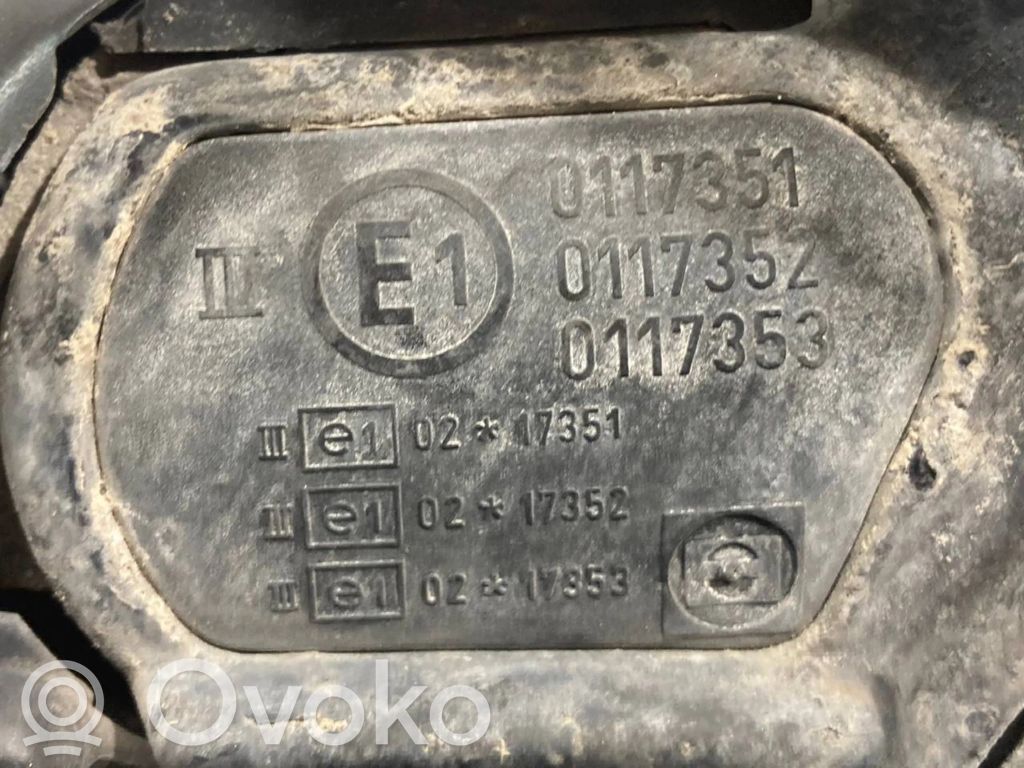 III E1 0117351
0117352
0117353
III e1 02*17351
III e1 02*17352
III e1 02*17353
Ovoko